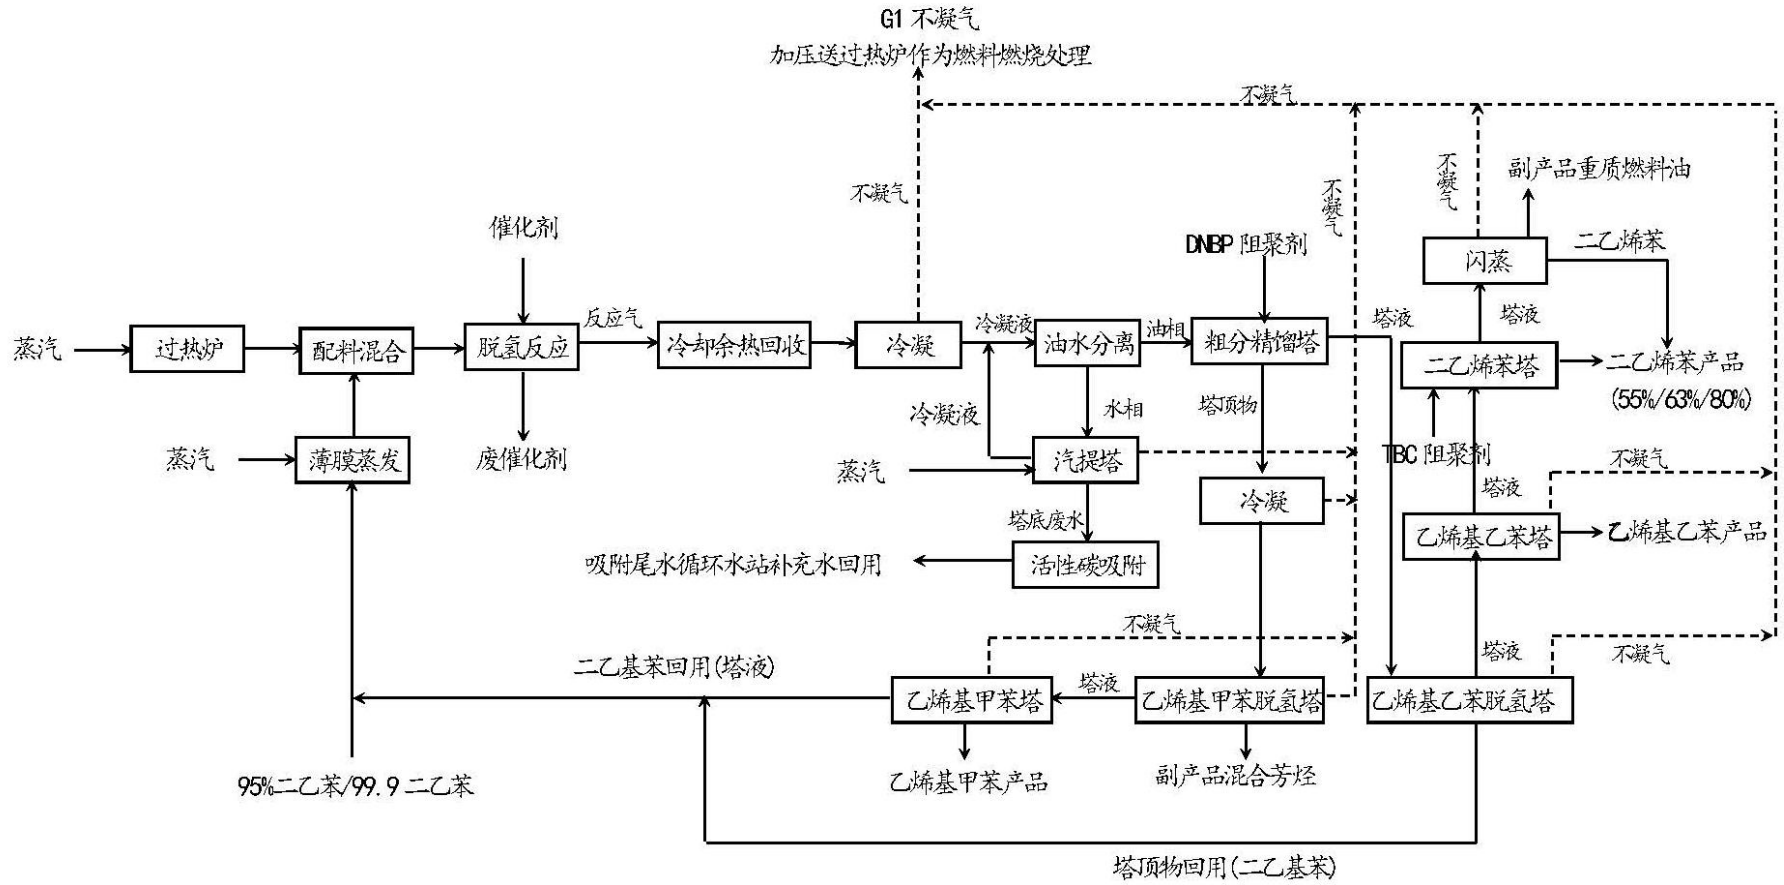 G1 不凝气
加压送过热炉作为燃料燃烧处理
不凝气
不凝气
不凝气
不凝气
副产品重质燃料油
催化剂
DNBP 阻聚剂
二乙烯苯
闪蒸
反应气
冷凝液
油相
塔液
塔液
蒸汽
过热炉
配料混合
脱氢反应
冷却余热回收
冷凝
油水分离
粗分精馏塔
二乙烯苯塔
二乙烯苯产品
(55%/63%/80%)
冷凝液
水相
塔顶物
蒸汽
薄膜蒸发
废催化剂
蒸汽
汽提塔
TBC 阻聚剂
不凝气
冷凝
塔液
塔底废水
吸附尾水循环水站补充水回用
活性碳吸附
乙烯基乙苯塔
乙烯基乙苯产品
不凝气
二乙基苯回用(塔液)
塔液
塔液
不凝气
乙烯基甲苯塔
乙烯基甲苯脱氢塔
乙烯基乙苯脱氢塔
95%二乙苯/99.9二乙苯
乙烯基甲苯产品
副产品混合芳烃
塔顶物回用(二乙基苯)